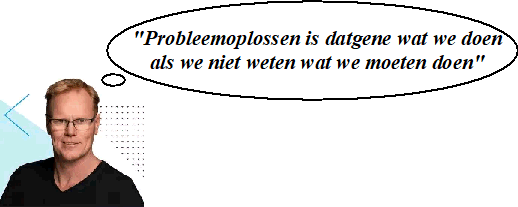 "Probleemoplossen is datgene wat we doen
als we niet weten wat we moeten doen"